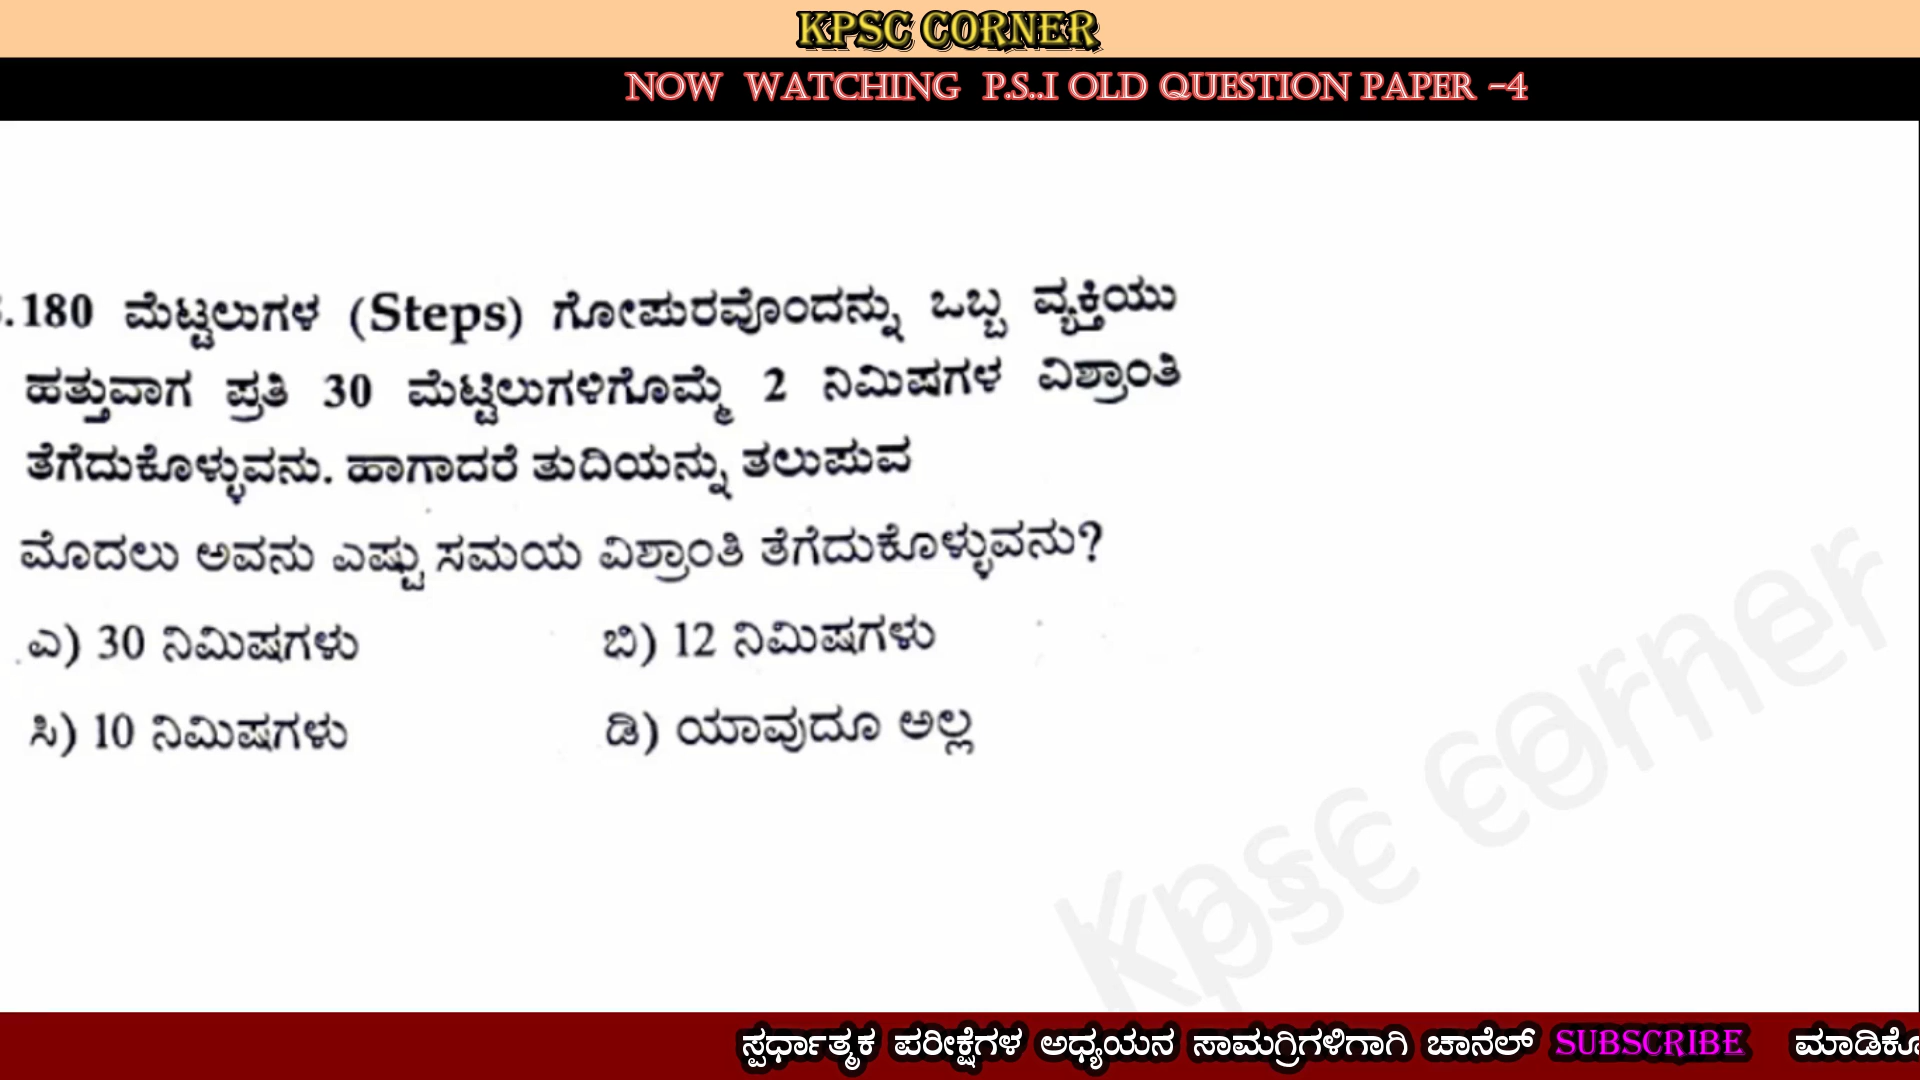 KPSC CORNER
NOW WATCHING P.S..I OLD QUESTION PAPER -4
.180 ಮೆಟ್ಟಲುಗಳ (Steps) ಗೋಪುರವೊಂದನ್ನು ಒಬ್ಬ ವ್ಯಕ್ತಿಯು
ಹತ್ತುವಾಗ ಪ್ರತಿ 30 ಮೆಟ್ಟಿಲುಗಳಿಗೊಮ್ಮೆ 2 ನಿಮಿಷಗಳ ವಿಶ್ರಾಂತಿ
ತೆಗೆದುಕೊಳ್ಳುವನು. ಹಾಗಾದರೆ ತುದಿಯನ್ನು ತಲುಪುವ
ಮೊದಲು ಅವನು ಎಷ್ಟು ಸಮಯ ವಿಶ್ರಾಂತಿ ತೆಗೆದುಕೊಳ್ಳುವನು?
ಎ) 30 ನಿಮಿಷಗಳು ಬಿ) 12 ನಿಮಿಷಗಳು
ಸಿ) 10 ನಿಮಿಷಗಳು ಡಿ) ಯಾವುದೂ ಅಲ್ಲ
Kpsc corner
ಸ್ಪರ್ಧಾತ್ಮಕ ಪರೀಕ್ಷೆಗಳ ಅಧ್ಯಯನ ಸಾಮಗ್ರಿಗಳಿಗಾಗಿ ಚಾನೆಲ್ SUBSCRIBE